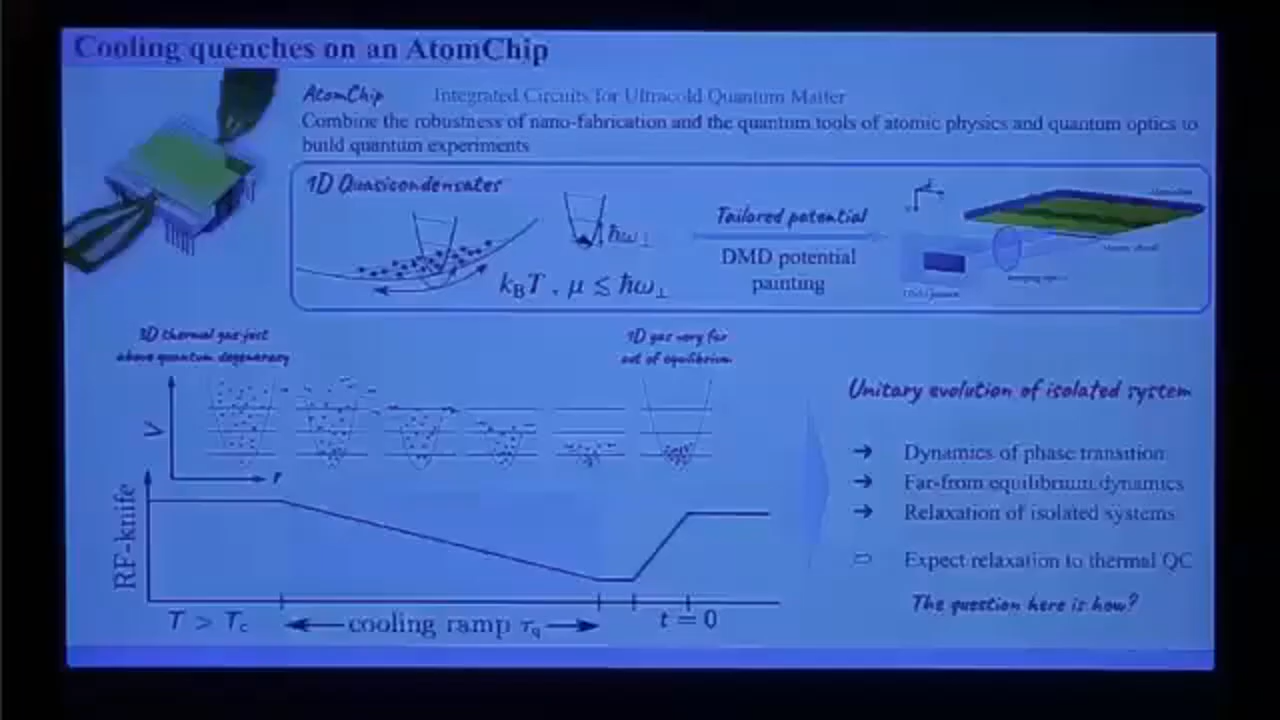 Cooling quenches on an AtomChip
AtomChip Integrated Circuits for Ultracold Quantum Matter
Combine the robustness of nano-fabrication and the quantum tools of atomic physics and quantum optics to
build quantum experiments
1D Quasicondensates
ħω⊥
k_BT , μ ≲ ħω⊥
Tailored potential
DMD potential
painting
3D thermal gas just
above quantum degeneracy
1D gas very far
out of equilibrium
V
r
RF-knife
T > T_c
cooling ramp τ_q
t = 0
Unitary evolution of isolated system
→ Dynamics of phase transition
→ Far-from equilibrium dynamics
→ Relaxation of isolated systems
⇨ Expect relaxation to thermal QC
The question here is how?